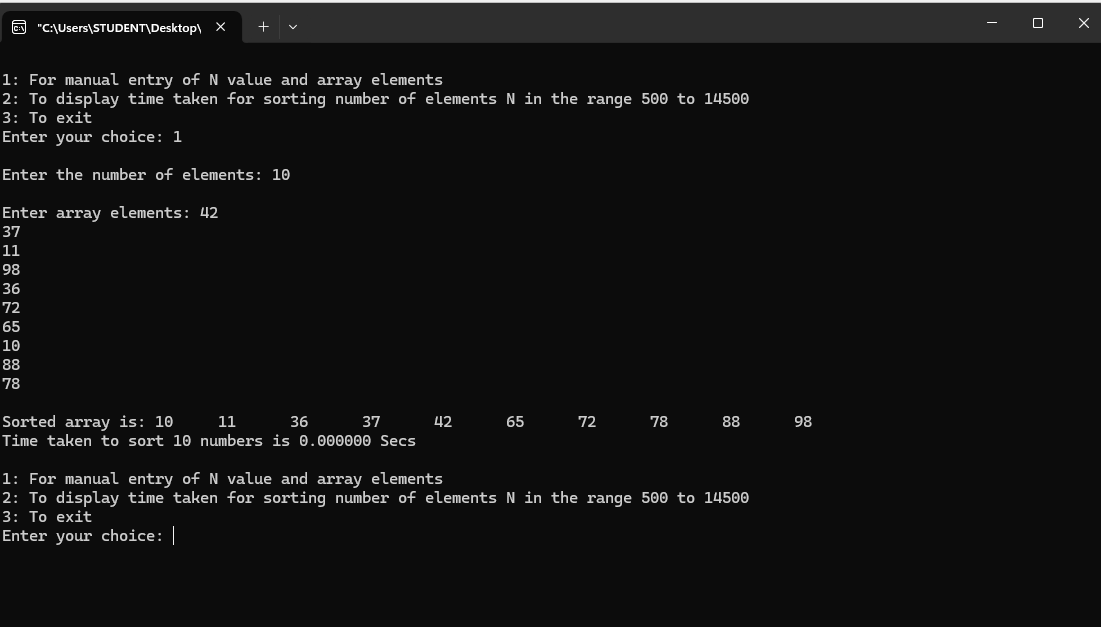 "C:\Users\STUDENT\Desktop\
1: For manual entry of N value and array elements
2: To display time taken for sorting number of elements N in the range 500 to 14500
3: To exit
Enter your choice: 1
Enter the number of elements: 10
Enter array elements: 42
37
11
98
36
72
65
10
88
78
Sorted array is: 10 11 36 37 42 65 72 78 88 98
Time taken to sort 10 numbers is 0.000000 Secs
1: For manual entry of N value and array elements
2: To display time taken for sorting number of elements N in the range 500 to 14500
3: To exit
Enter your choice: